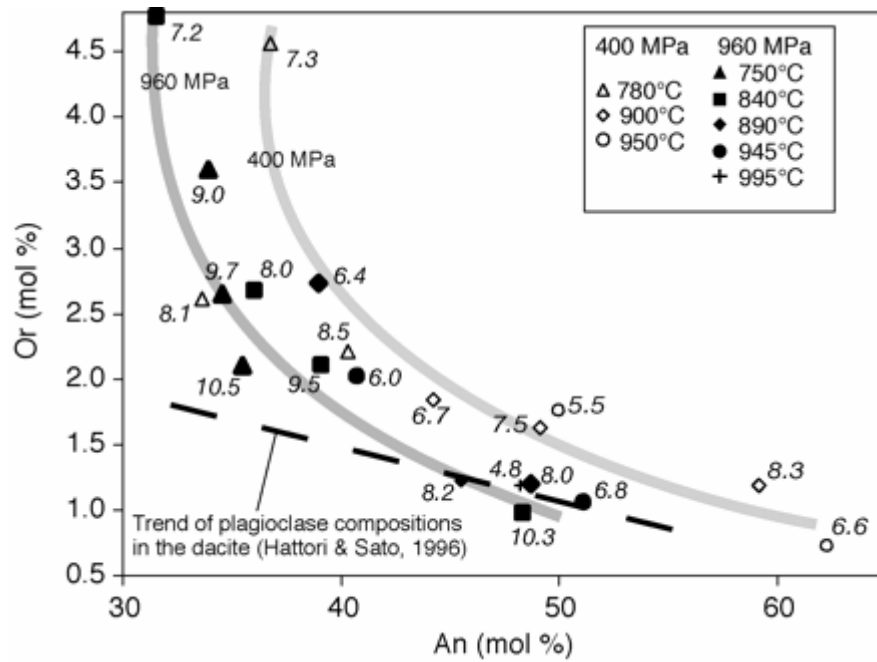 4.5
4.0
3.5
3.0
2.5
2.0
1.5
1.0
0.5
Or (mol %)
30
40
50
60
An (mol %)
400 MPa
780°C
900°C
950°C
960 MPa
750°C
840°C
890°C
945°C
995°C
7.2
7.3
960 MPa
400 MPa
9.0
9.7
8.0
6.4
8.1
8.5
10.5
9.5
6.0
6.7
7.5
5.5
4.8
8.0
8.3
8.2
6.8
10.3
6.6
Trend of plagioclase compositions
in the dacite (Hattori & Sato, 1996)